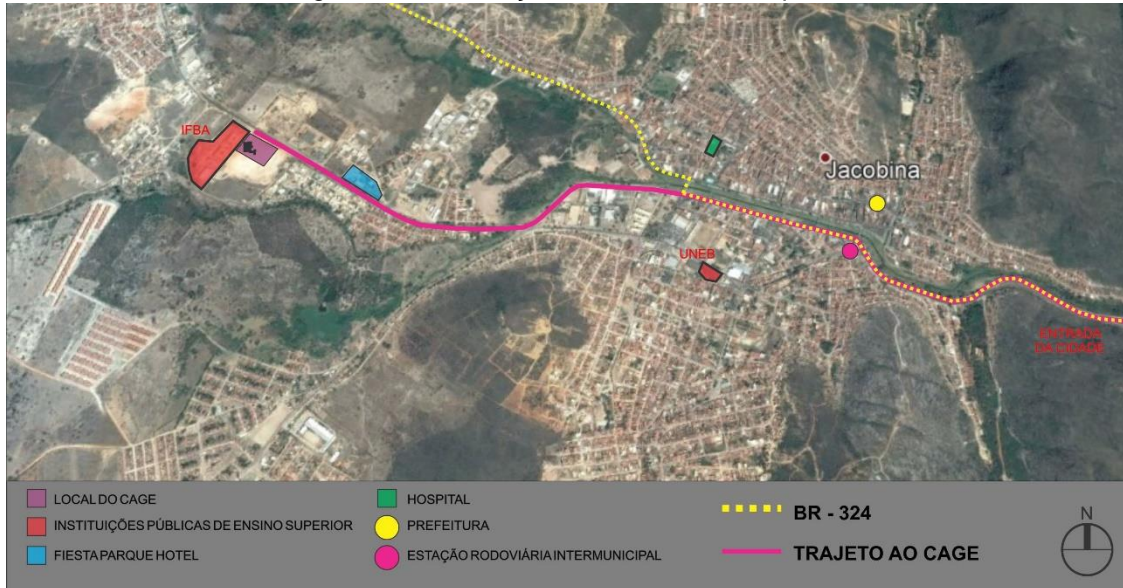 IFBA
Jacobina
UNEB
ENTRADA
DA CIDADE
LOCAL DO CAGE
INSTITUIÇÕES PÚBLICAS DE ENSINO SUPERIOR
FIESTA PARQUE HOTEL
HOSPITAL
PREFEITURA
ESTAÇÃO RODOVIÁRIA INTERMUNICIPAL
BR - 324
TRAJETO AO CAGE
N